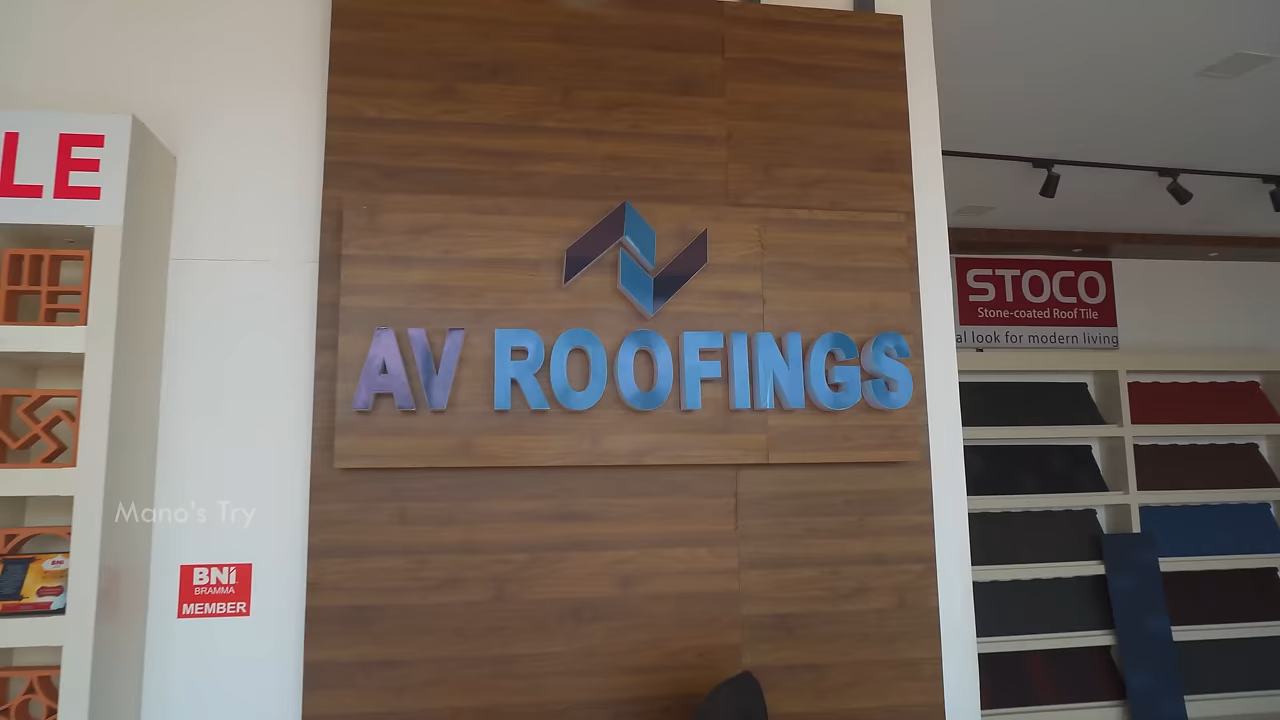 LE
AV ROOFINGS
STOCO
Stone-coated Roof Tile
al look for modern living
Mano's Try
BNi
BRAMMA
MEMBER